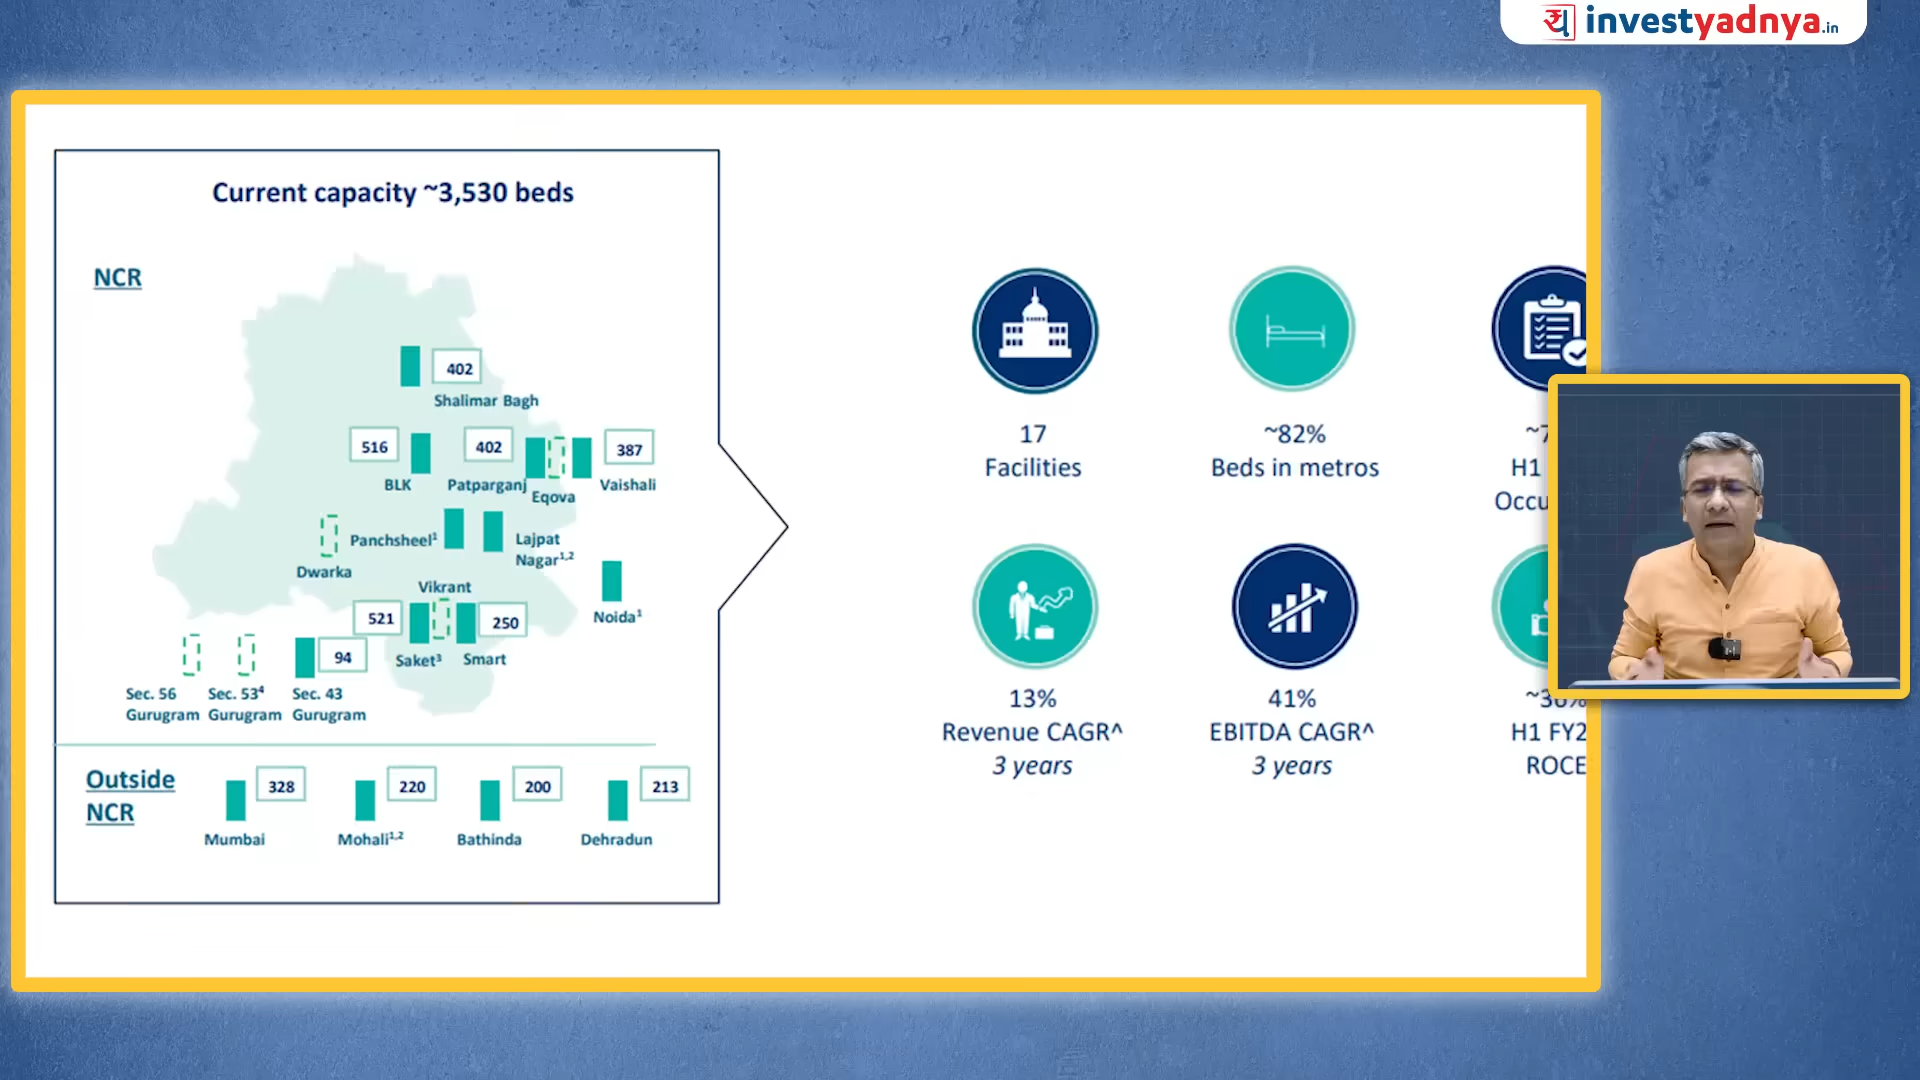 य investyadnya.in
Current capacity ~3,530 beds
NCR
402
Shalimar Bagh
516
402
387
BLK
Patparganj
Eqova
Vaishali
Panchsheel¹
Lajpat
Nagar¹,²
Dwarka
Vikrant
Noida¹
521
250
94
Saket³
Smart
Sec. 56
Gurugram
Sec. 53⁴
Gurugram
Sec. 43
Gurugram
Outside
NCR
328
220
200
213
Mumbai
Mohali¹,²
Bathinda
Dehradun
17
Facilities
~82%
Beds in metros
~7
H1
Occu
13%
Revenue CAGR^
3 years
41%
EBITDA CAGR^
3 years
H1 FY2
ROCE